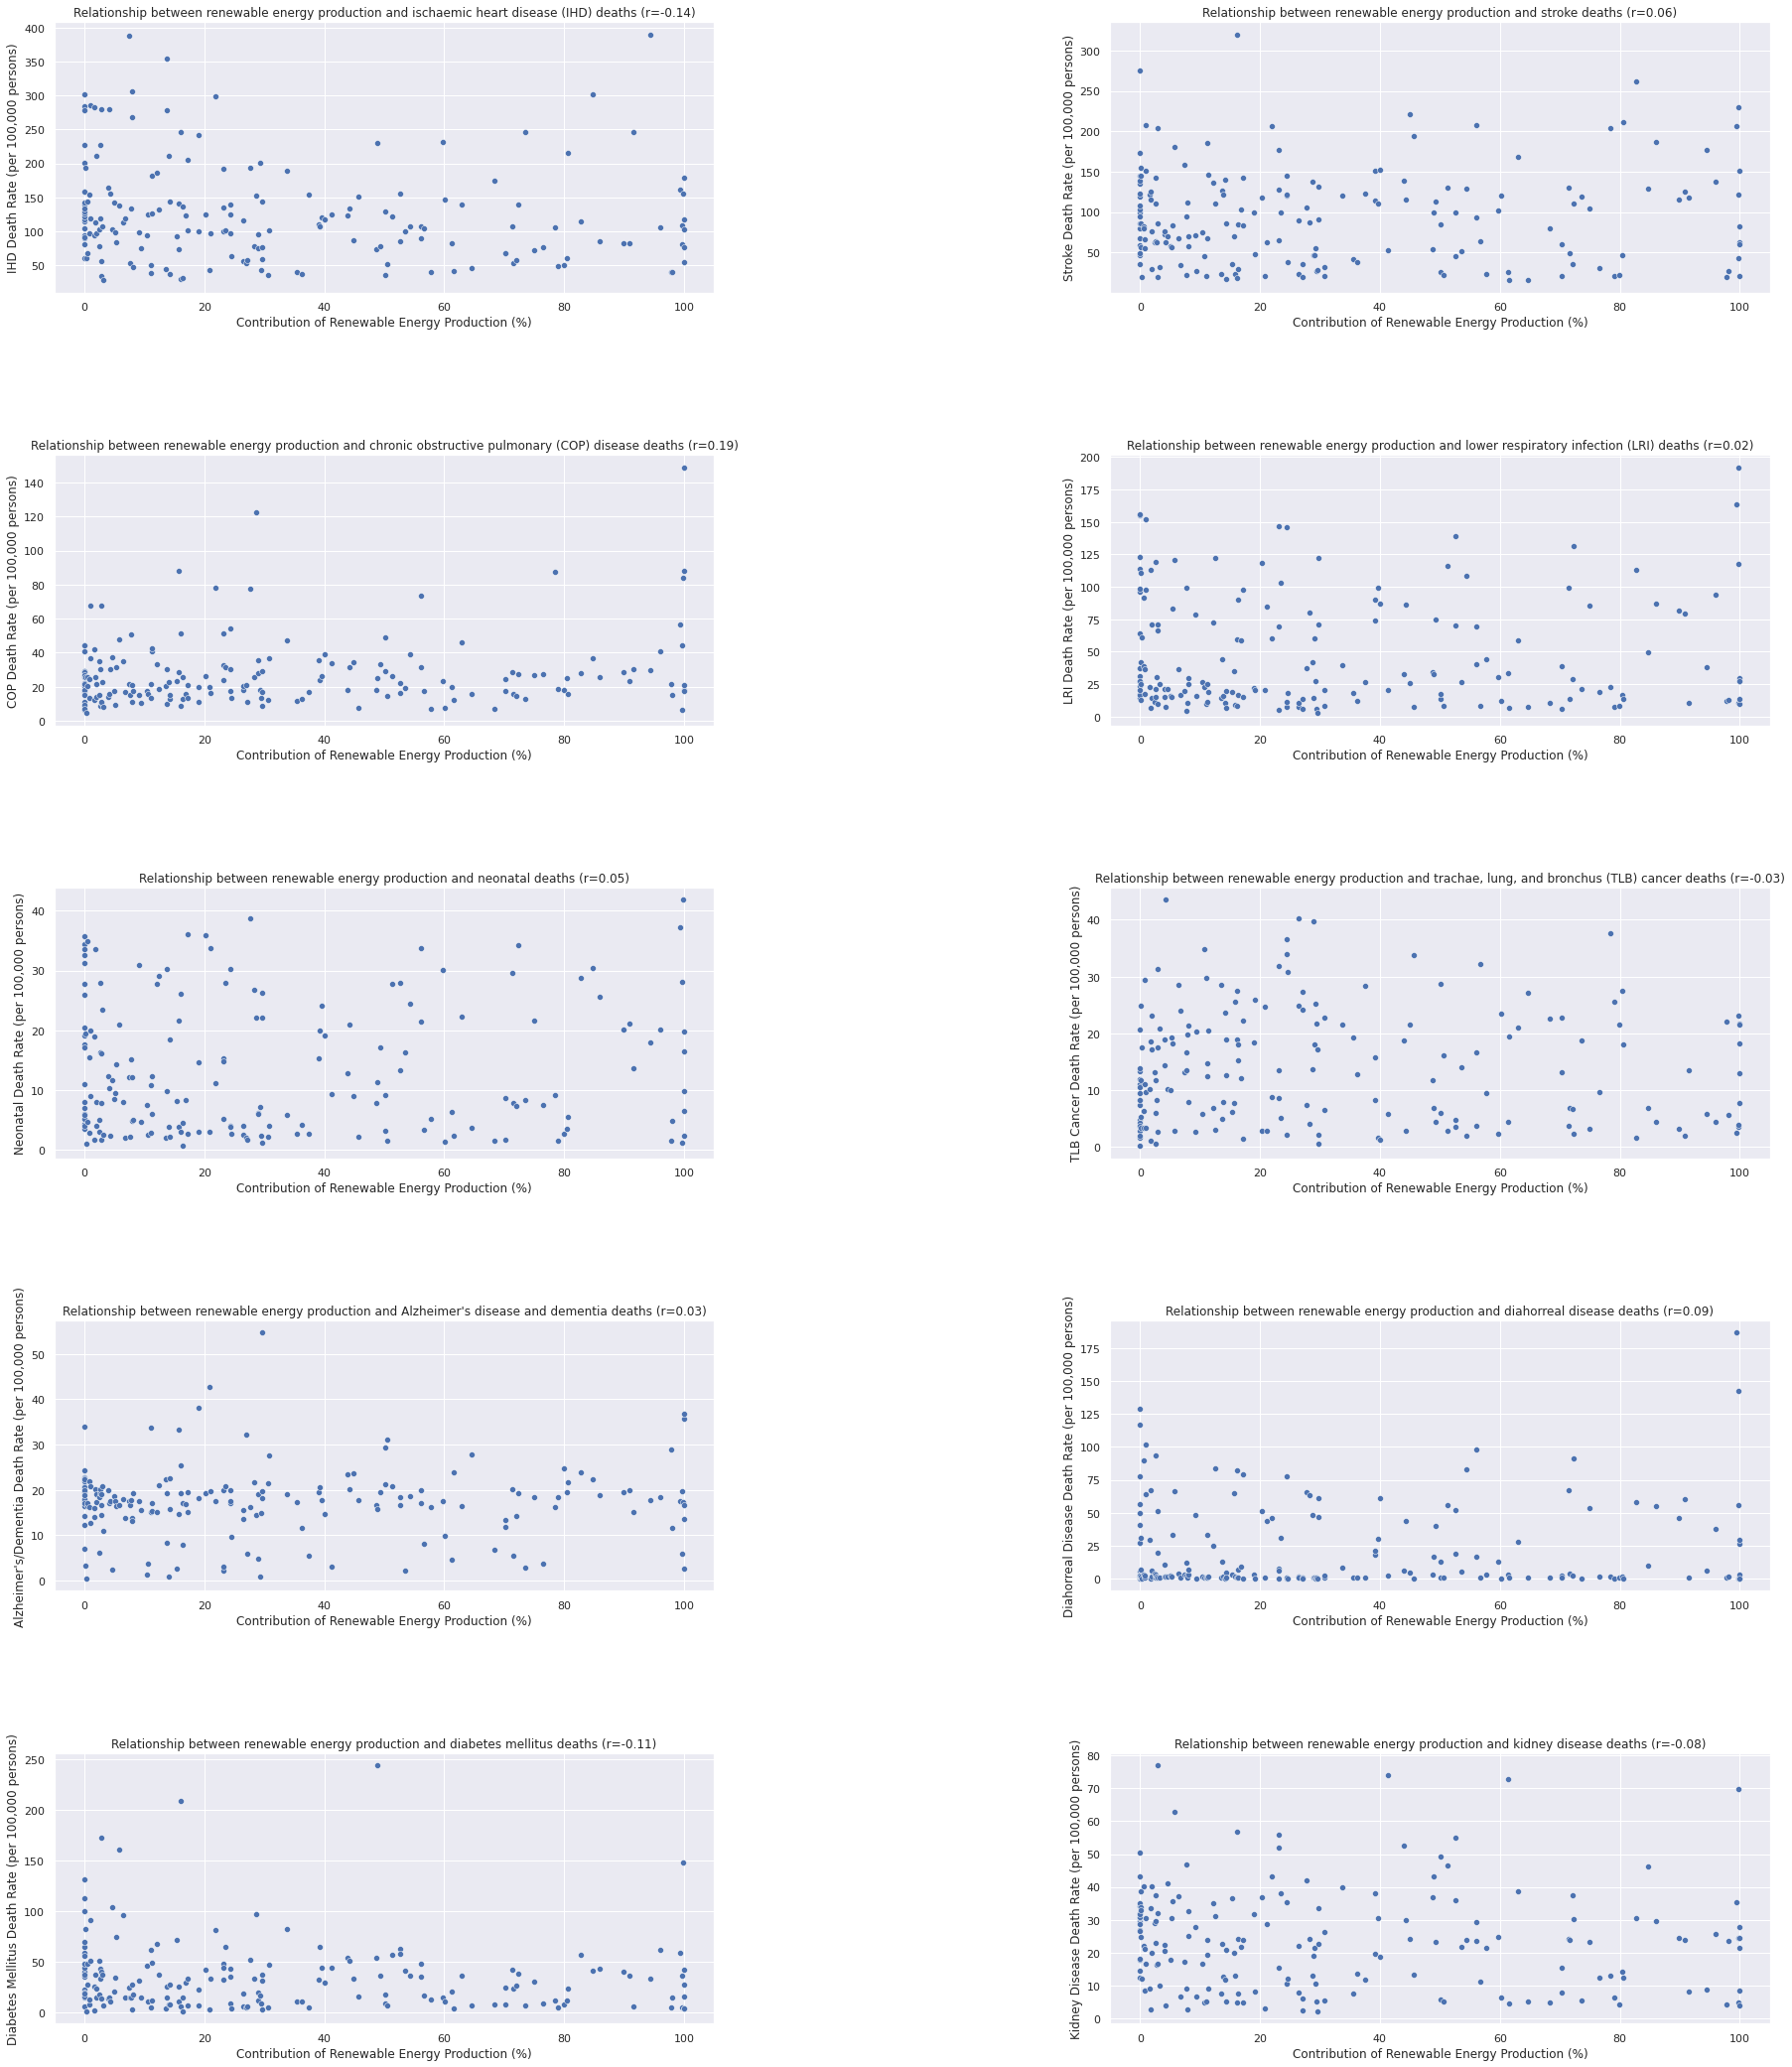 Relationship between renewable energy production and ischaemic heart disease (IHD) deaths (r=-0.14)
IHD Death Rate (per 100,000 persons)
400
350
300
250
200
150
100
50
0 20 40 60 80 100
Contribution of Renewable Energy Production (%)
Relationship between renewable energy production and stroke deaths (r=0.06)
Stroke Death Rate (per 100,000 persons)
300
250
200
150
100
50
0 20 40 60 80 100
Contribution of Renewable Energy Production (%)
Relationship between renewable energy production and chronic obstructive pulmonary (COP) disease deaths (r=0.19)
COP Death Rate (per 100,000 persons)
140
120
100
80
60
40
20
0
0 20 40 60 80 100
Contribution of Renewable Energy Production (%)
Relationship between renewable energy production and lower respiratory infection (LRI) deaths (r=0.02)
LRI Death Rate (per 100,000 persons)
200
175
150
125
100
75
50
25
0
0 20 40 60 80 100
Contribution of Renewable Energy Production (%)
Relationship between renewable energy production and neonatal deaths (r=0.05)
Neonatal Death Rate (per 100,000 persons)
40
30
20
10
0
0 20 40 60 80 100
Contribution of Renewable Energy Production (%)
Relationship between renewable energy production and trachae, lung, and bronchus (TLB) cancer deaths (r=-0.03)
TLB Cancer Death Rate (per 100,000 persons)
40
30
20
10
0
0 20 40 60 80 100
Contribution of Renewable Energy Production (%)
Relationship between renewable energy production and Alzheimer's disease and dementia deaths (r=0.03)
Alzheimer's/Dementia Death Rate (per 100,000 persons)
50
40
30
20
10
0
0 20 40 60 80 100
Contribution of Renewable Energy Production (%)
Relationship between renewable energy production and diahorreal disease deaths (r=0.09)
Diahorreal Disease Death Rate (per 100,000 persons)
175
150
125
100
75
50
25
0
0 20 40 60 80 100
Contribution of Renewable Energy Production (%)
Relationship between renewable energy production and diabetes mellitus deaths (r=-0.11)
Diabetes Mellitus Death Rate (per 100,000 persons)
250
200
150
100
50
0
0 20 40 60 80 100
Contribution of Renewable Energy Production (%)
Relationship between renewable energy production and kidney disease deaths (r=-0.08)
Kidney Disease Death Rate (per 100,000 persons)
80
70
60
50
40
30
20
10
0
0 20 40 60 80 100
Contribution of Renewable Energy Production (%)